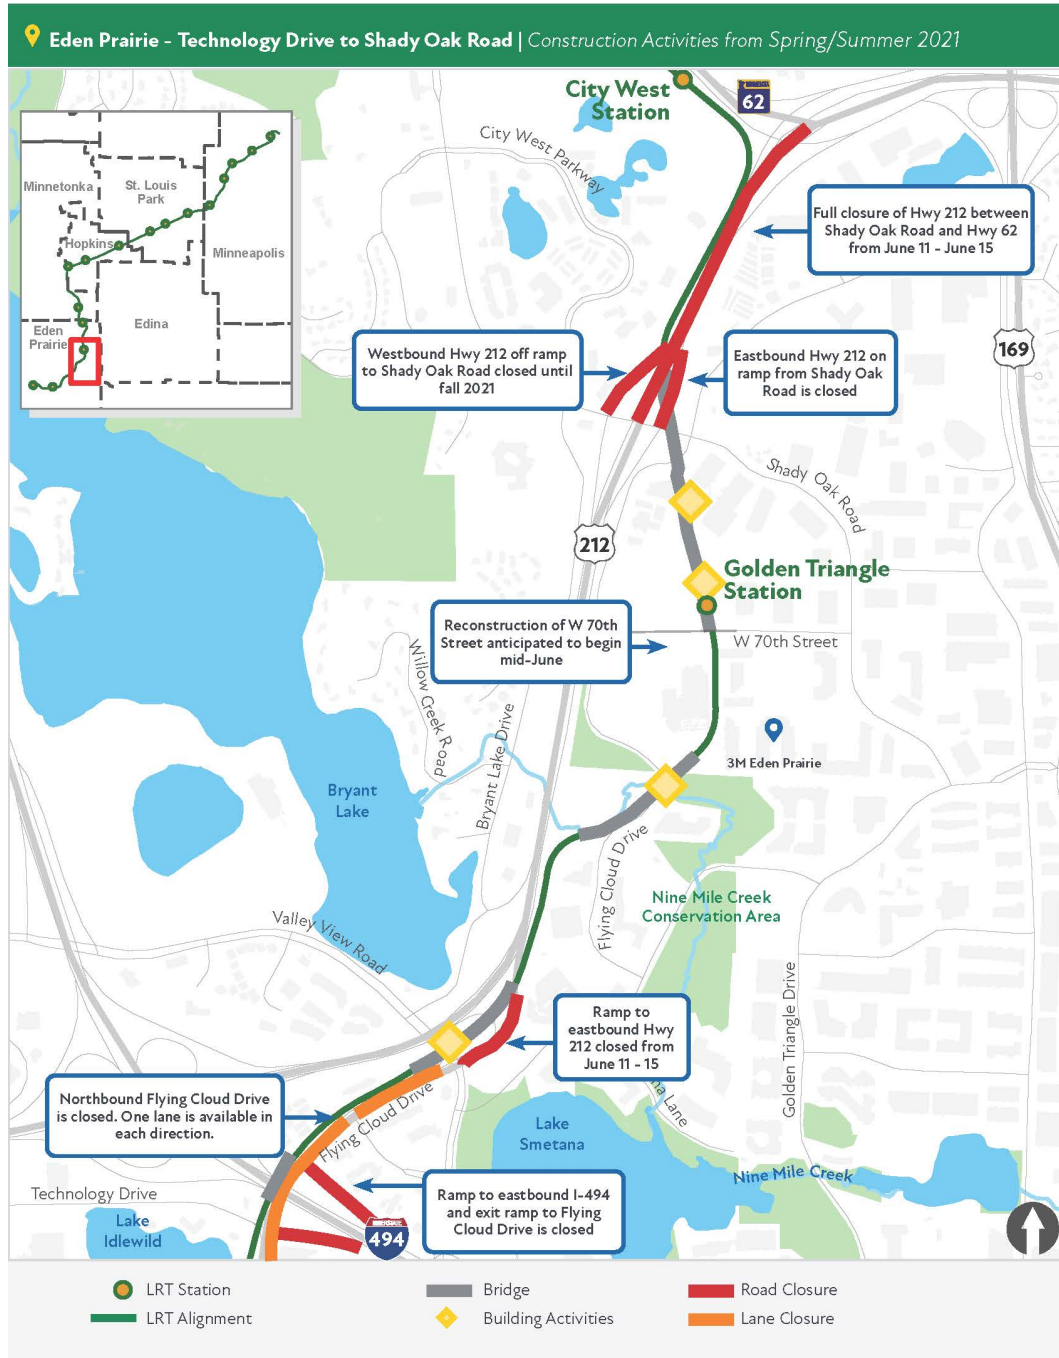 Eden Prairie - Technology Drive to Shady Oak Road | Construction Activities from Spring/Summer 2021
City West
Station
62
City West Parkway
Minnetonka
St. Louis
Park
Hopkins
Minneapolis
Eden
Prairie
Edina
Full closure of Hwy 212 between
Shady Oak Road and Hwy 62
from June 11 - June 15
169
Westbound Hwy 212 off ramp
to Shady Oak Road closed until
fall 2021
Eastbound Hwy 212 on
ramp from Shady Oak
Road is closed
Shady Oak Road
212
Golden Triangle
Station
Reconstruction of W 70th
Street anticipated to begin
mid-June
W 70th Street
Willow Creek Road
Bryant Lake Drive
3M Eden Prairie
Bryant
Lake
Flying Cloud Drive
Nine Mile Creek
Conservation Area
Valley View Road
Golden Triangle Drive
Ramp to
eastbound Hwy
212 closed from
June 11 - 15
Northbound Flying Cloud Drive
is closed. One lane is available in
each direction.
Flying Cloud Drive
na Lane
Lake
Smetana
Nine Mile Creek
Technology Drive
Lake
Idlewild
Ramp to eastbound I-494
and exit ramp to Flying
Cloud Drive is closed
INTERSTATE
494
LRT Station
Bridge
Road Closure
LRT Alignment
Building Activities
Lane Closure